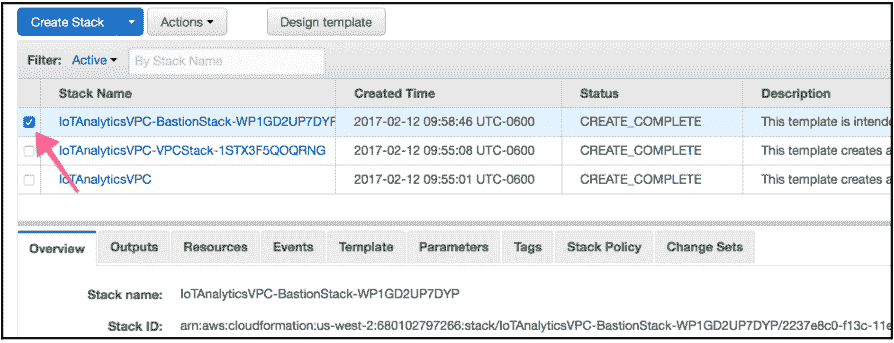 Create Stack Actions Design template
Filter: Active By Stack Name
Stack Name Created Time Status Description
IoTAnalyticsVPC-BastionStack-WP1GD2UP7DYF 2017-02-12 09:58:46 UTC-0600 CREATE_COMPLETE This template is intende
IoTAnalyticsVPC-VPCStack-1STX3F5QOQRNG 2017-02-12 09:55:08 UTC-0600 CREATE_COMPLETE This template creates a
IoTAnalyticsVPC 2017-02-12 09:55:01 UTC-0600 CREATE_COMPLETE This template creates a
Overview Outputs Resources Events Template Parameters Tags Stack Policy Change Sets
Stack name: IoTAnalyticsVPC-BastionStack-WP1GD2UP7DYP
Stack ID: arn:aws:cloudformation:us-west-2:680102797266:stack/IoTAnalyticsVPC-BastionStack-WP1GD2UP7DYP/2237e8c0-f13c-11e